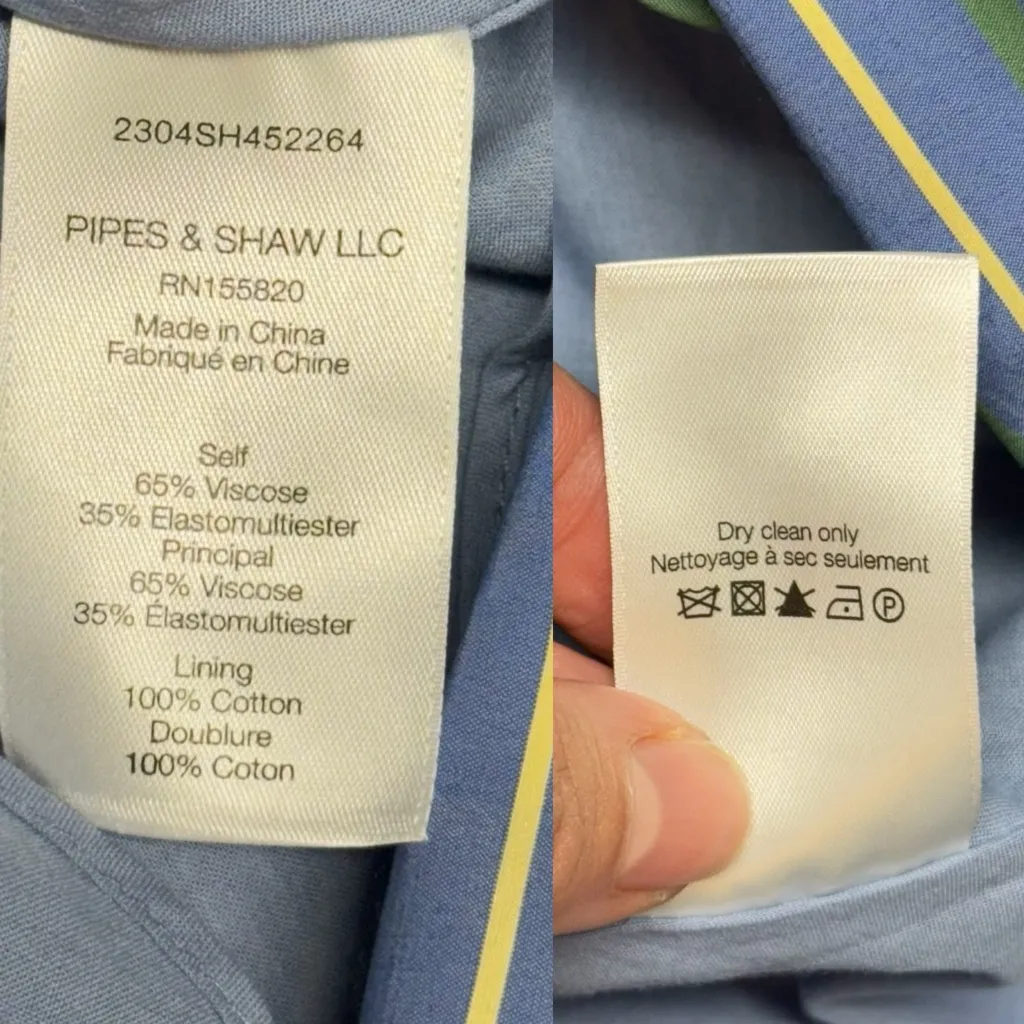 2304SH452264
PIPES & SHAW LLC
RN155820
Made in China
Fabriqué en Chine
Self
65% Viscose
35% Elastomultiester
Principal
65% Viscose
35% Élastomultiester
Lining
100% Cotton
Doublure
100% Coton
Dry clean only
Nettoyage à sec seulement
P